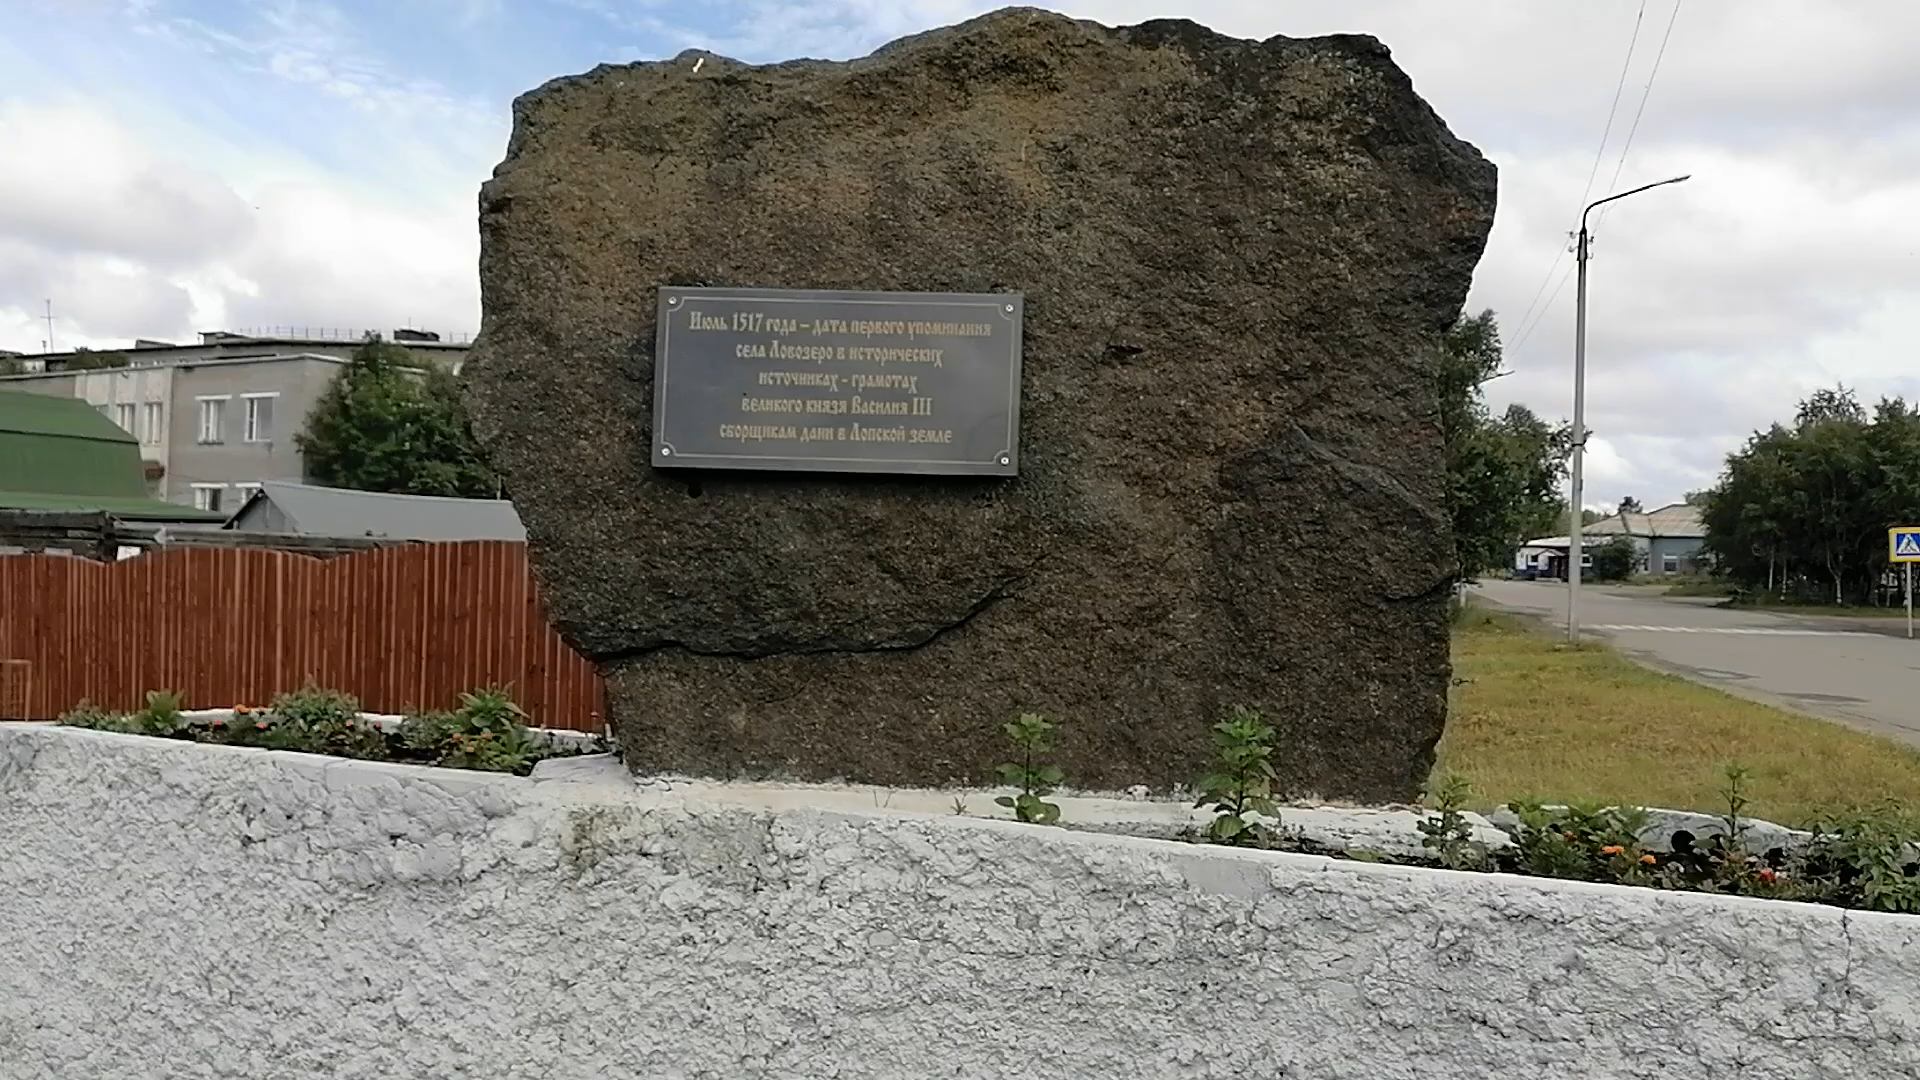 Июль 1517 года – дата первого упоминания
села Ловозеро в исторических
источниках - грамотах
великого князя Василия III
сборщикам дани в Лопской земле